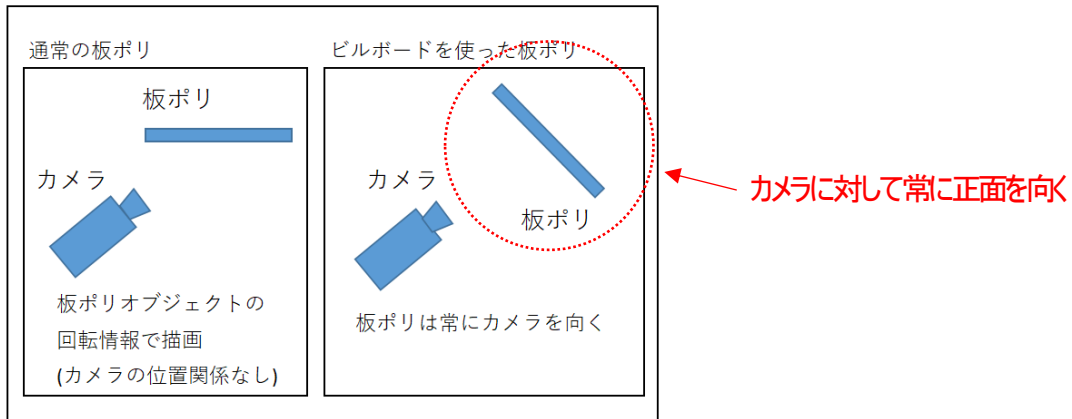 通常の板ポリ
板ポリ
カメラ
板ポリオブジェクトの
回転情報で描画
(カメラの位置関係なし)
ビルボードを使った板ポリ
カメラ
板ポリ
板ポリは常にカメラを向く
カメラに対して常に正面を向く